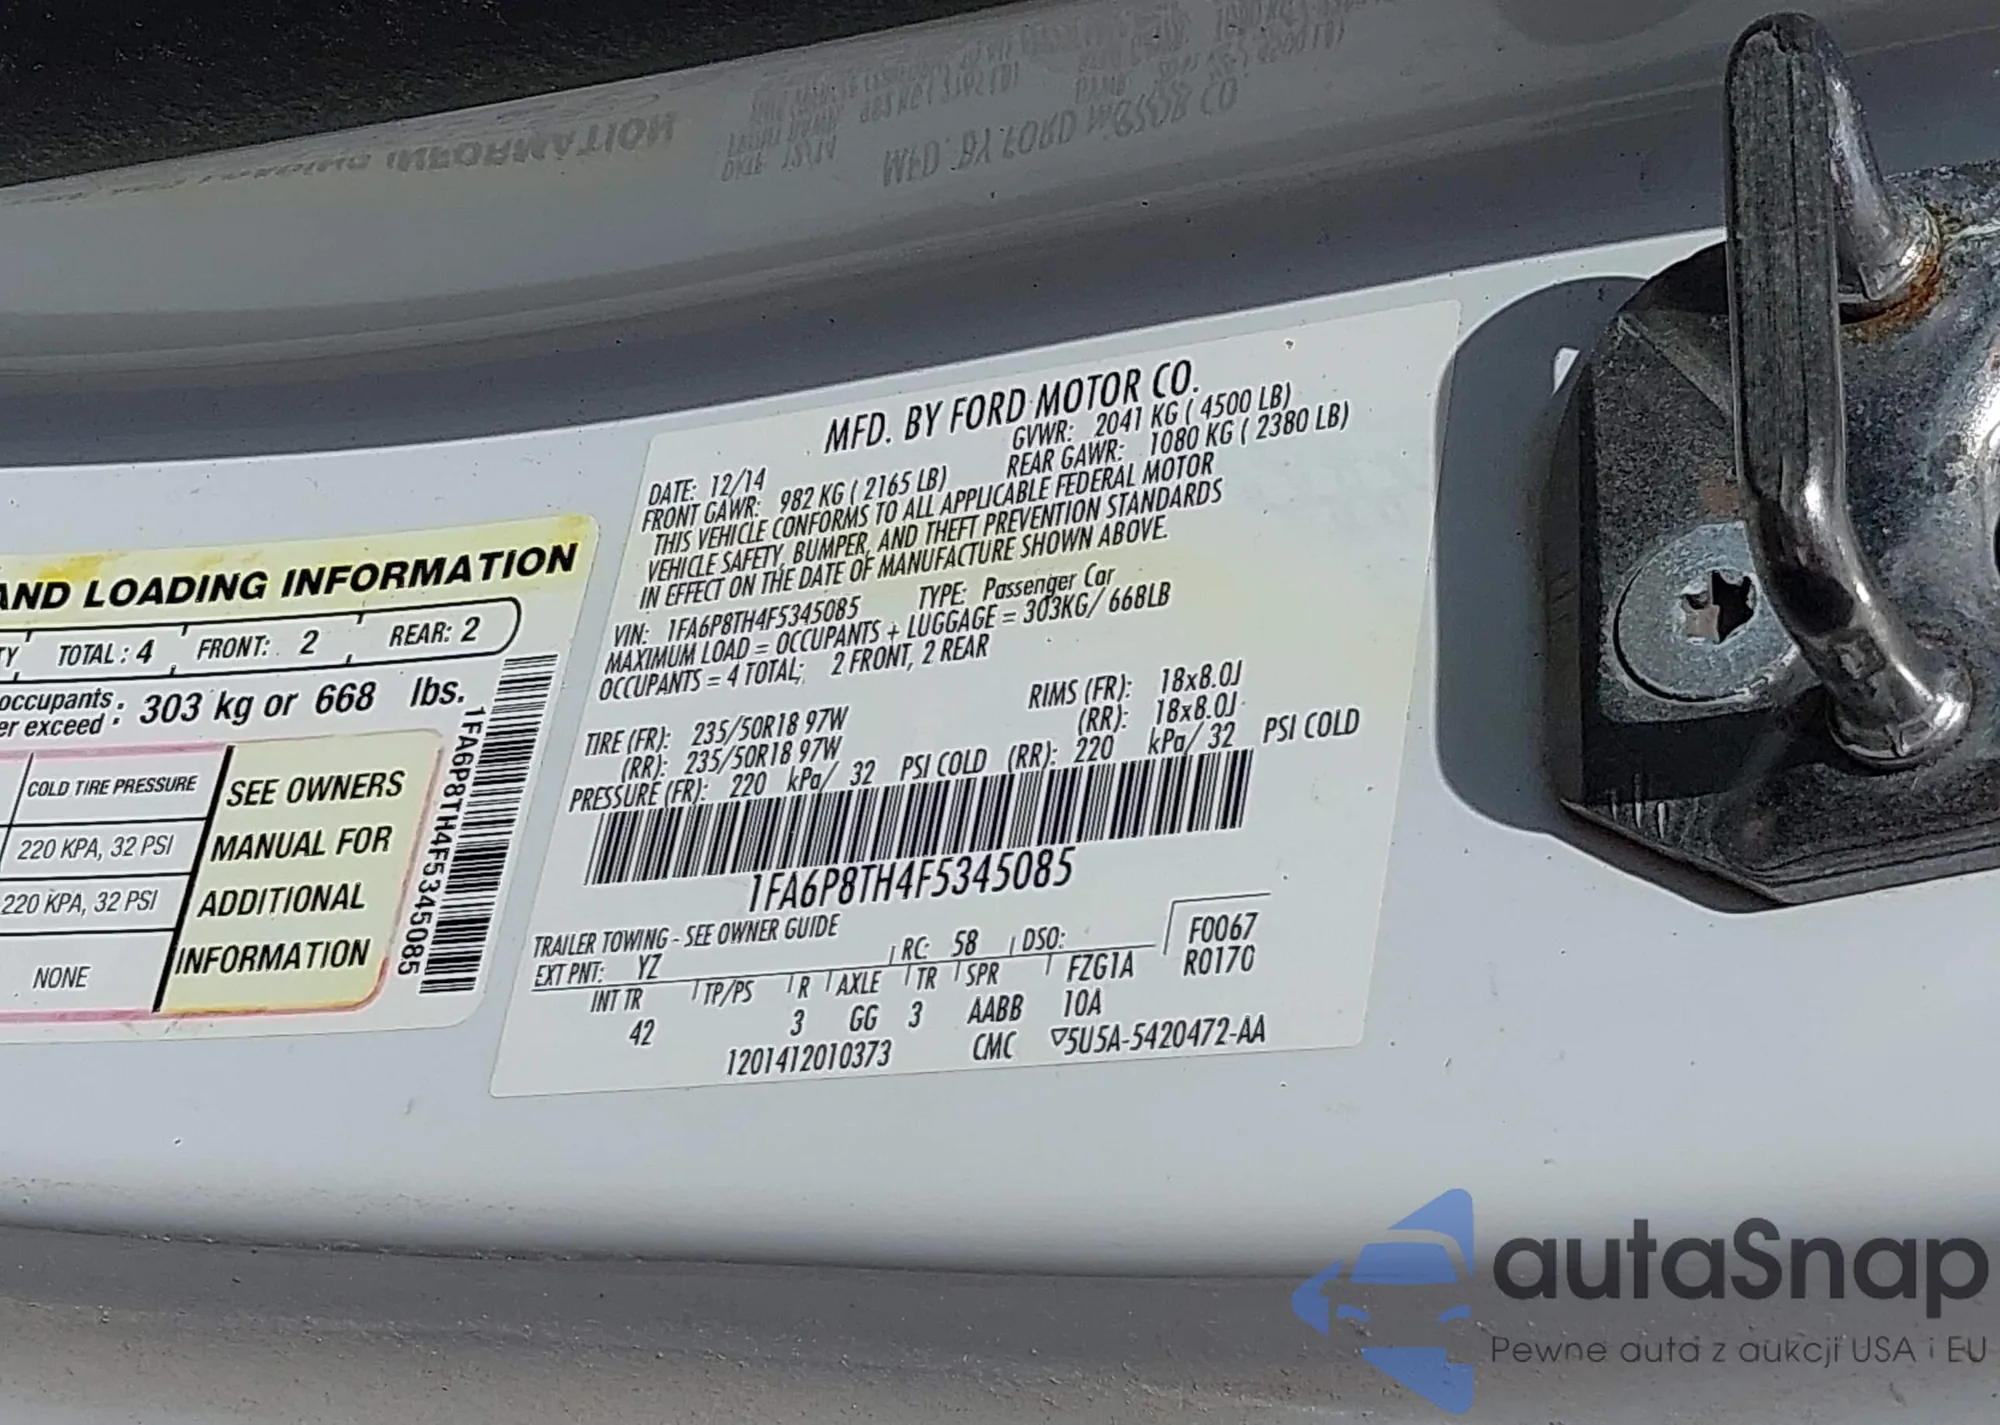 MFD. BY FORD MOTOR CO.
DATE: 12/14 GVWR: 2041 KG ( 4500 LB)
FRONT GAWR: 982 KG ( 2165 LB) REAR GAWR: 1080 KG ( 2380 LB)
THIS VEHICLE CONFORMS TO ALL APPLICABLE FEDERAL MOTOR
VEHICLE SAFETY, BUMPER, AND THEFT PREVENTION STANDARDS
IN EFFECT ON THE DATE OF MANUFACTURE SHOWN ABOVE.
VIN: 1FA6P8TH4F5345085 TYPE: Passenger Car
MAXIMUM LOAD = OCCUPANTS + LUGGAGE = 303KG/ 668LB
OCCUPANTS = 4 TOTAL; 2 FRONT, 2 REAR
TIRE (FR): 235/50R18 97W RIMS (FR): 18x8.0J
(RR): 235/50R18 97W (RR): 18x8.0J
PRESSURE (FR): 220 kPa/ 32 PSI COLD (RR): 220 kPa/ 32 PSI COLD
1FA6P8TH4F5345085
TRAILER TOWING - SEE OWNER GUIDE
EXT PNT: YZ RC: 58 DSO: F0067
INT TR TP/PS R AXLE TR SPR FZG1A R0170
42 3 GG 3 AABB 10A
1201412010373 CMC ▽5U5A-5420472-AA
AND LOADING INFORMATION
TOTAL : 4 FRONT: 2 REAR: 2
occupants : 303 kg or 668 lbs.
exceed
COLD TIRE PRESSURE
220 KPA, 32 PSI
220 KPA, 32 PSI
NONE
SEE OWNERS
MANUAL FOR
ADDITIONAL
INFORMATION
1FA6P8TH4F5345085
autaSnap
Pewne auta z aukcji USA i EU